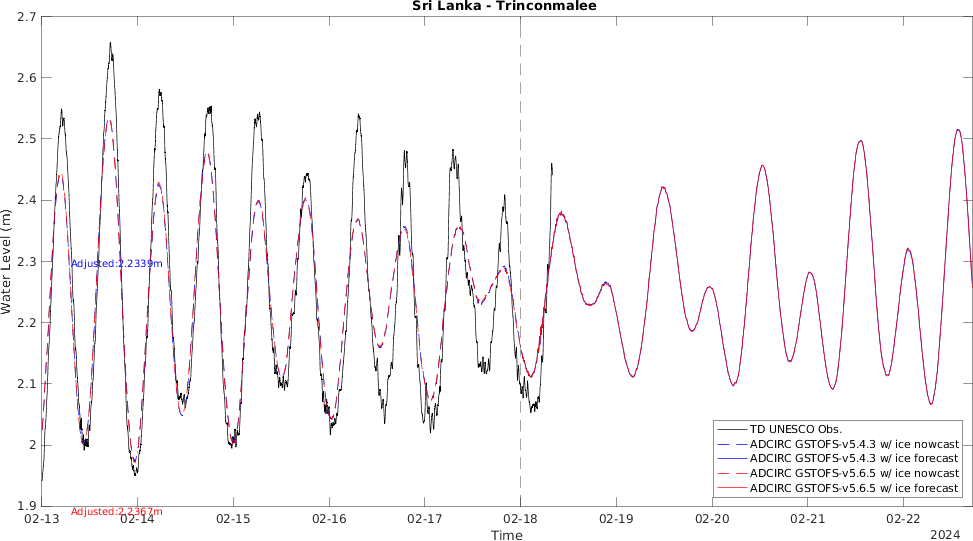 Sri Lanka - Trinconmalee
2.7
2.6
2.5
2.4
2.3
2.2
2.1
2
1.9
Water Level (m)
Adjusted:2.2339m
Adjusted:2.2367m
TD UNESCO Obs.
ADCIRC GSTOFS-v5.4.3 w/ ice nowcast
ADCIRC GSTOFS-v5.4.3 w/ ice forecast
ADCIRC GSTOFS-v5.6.5 w/ ice nowcast
ADCIRC GSTOFS-v5.6.5 w/ ice forecast
02-13 02-14 02-15 02-16 02-17 02-18 02-19 02-20 02-21 02-22
Time
2024